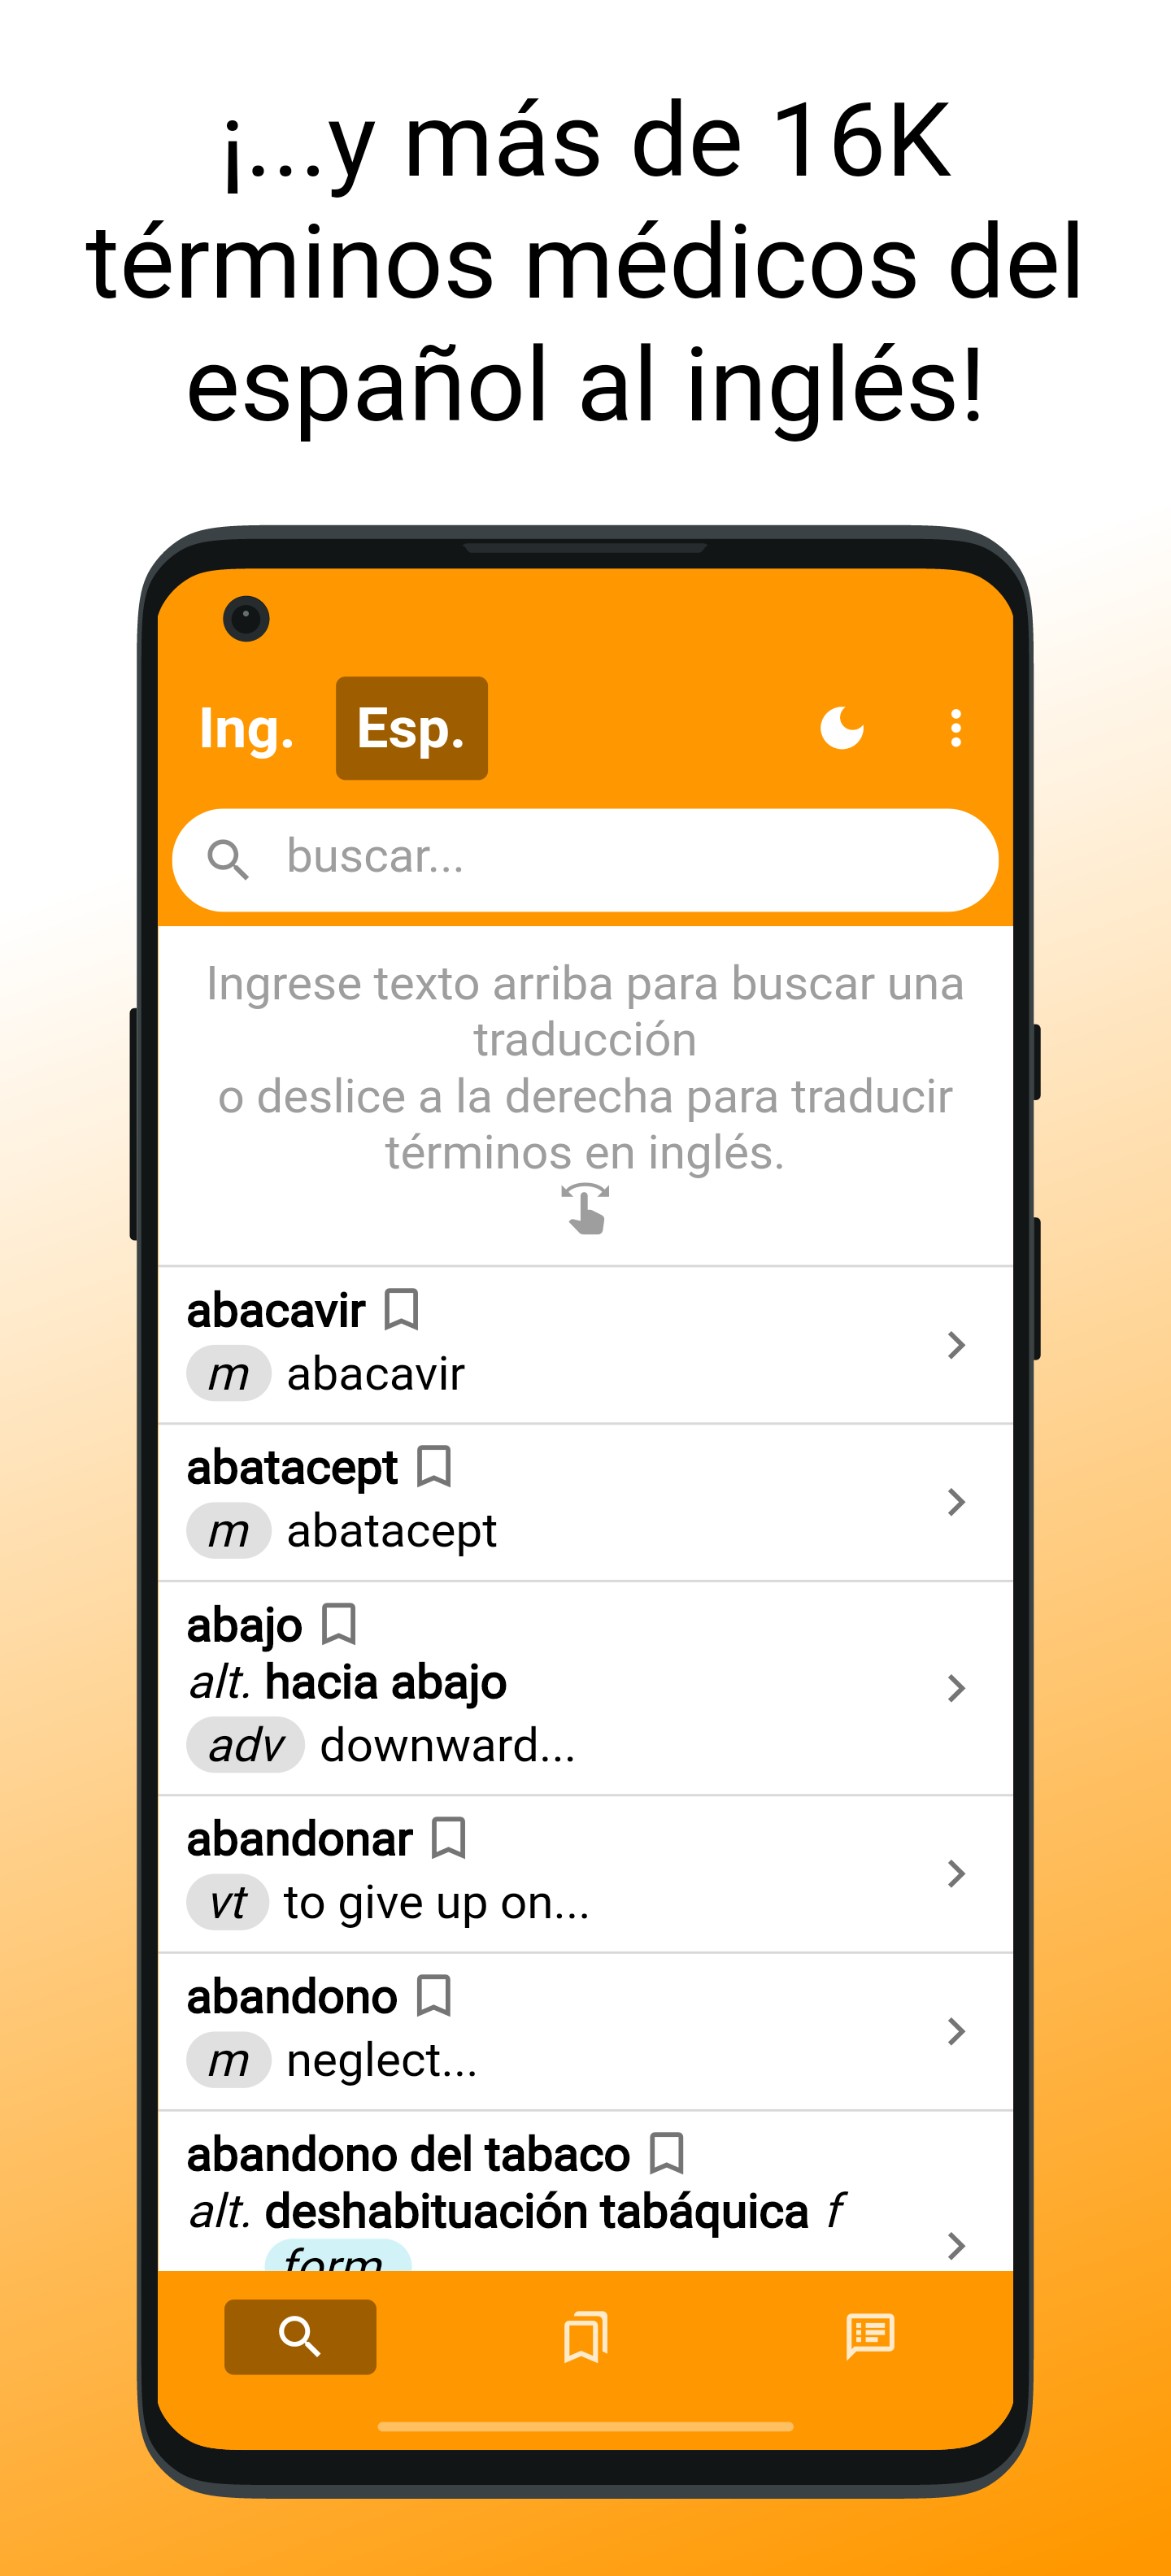 ¡...y más de 16K
términos médicos del
español al inglés!
Ing. Esp.
buscar...
Ingrese texto arriba para buscar una
traducción
o deslice a la derecha para traducir
términos en inglés.
abacavir
m abacavir
abatacept
m abatacept
abajo
alt. hacia abajo
adv downward...
abandonar
vt to give up on...
abandono
m neglect...
abandono del tabaco
alt. deshabituación tabáquica f
form